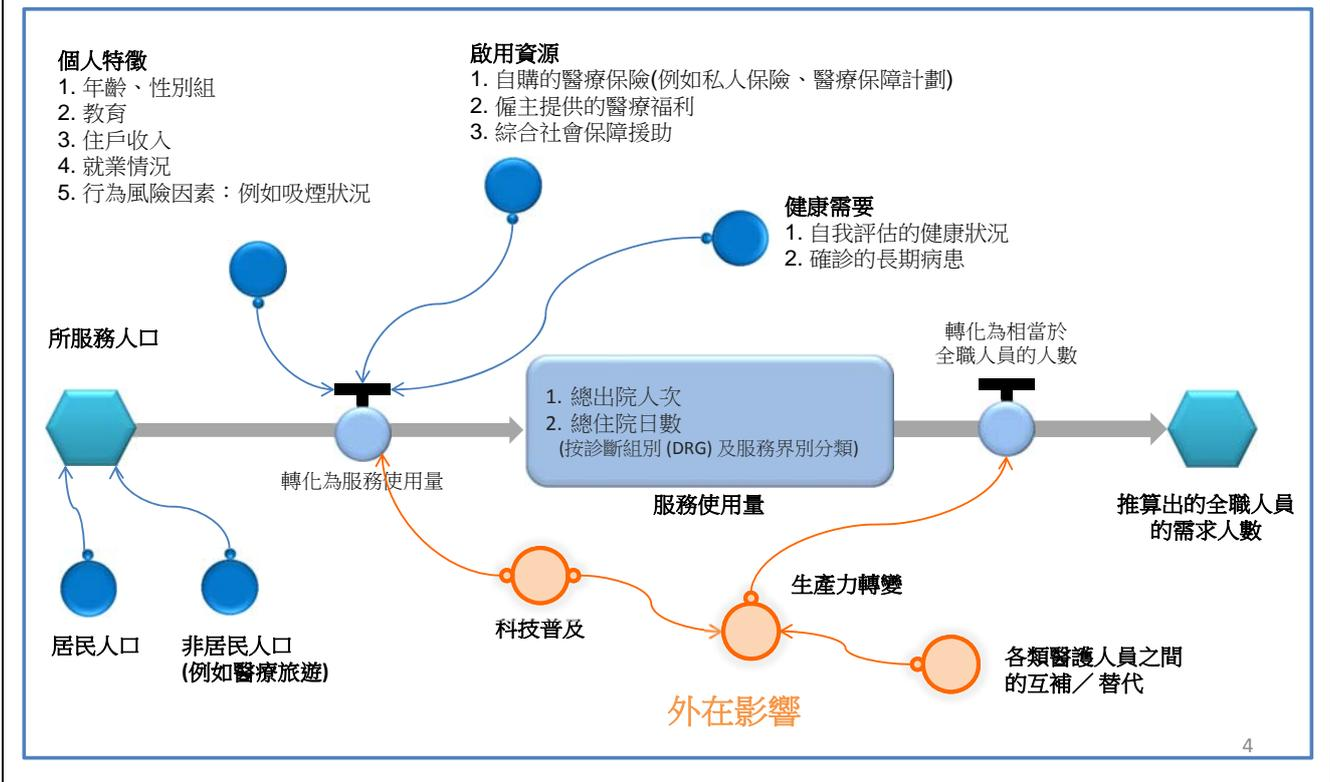 個人特徵
1. 年齡、性別組
2. 教育
3. 住戶收入
4. 就業情況
5. 行為風險因素：例如吸煙狀況
啟用資源
1. 自購的醫療保險(例如私人保險、醫療保障計劃)
2. 僱主提供的醫療福利
3. 綜合社會保障援助
健康需要
1. 自我評估的健康狀況
2. 確診的長期病患
所服務人口
轉化為相當於
全職人員的人數
1. 總出院人次
2. 總住院日數
(按診斷組別 (DRG) 及服務界別分類)
轉化為服務使用量
服務使用量
推算出的全職人員
的需求人數
生產力轉變
科技普及
居民人口
非居民人口
(例如醫療旅遊)
各類醫護人員之間
的互補／替代
外在影響
4